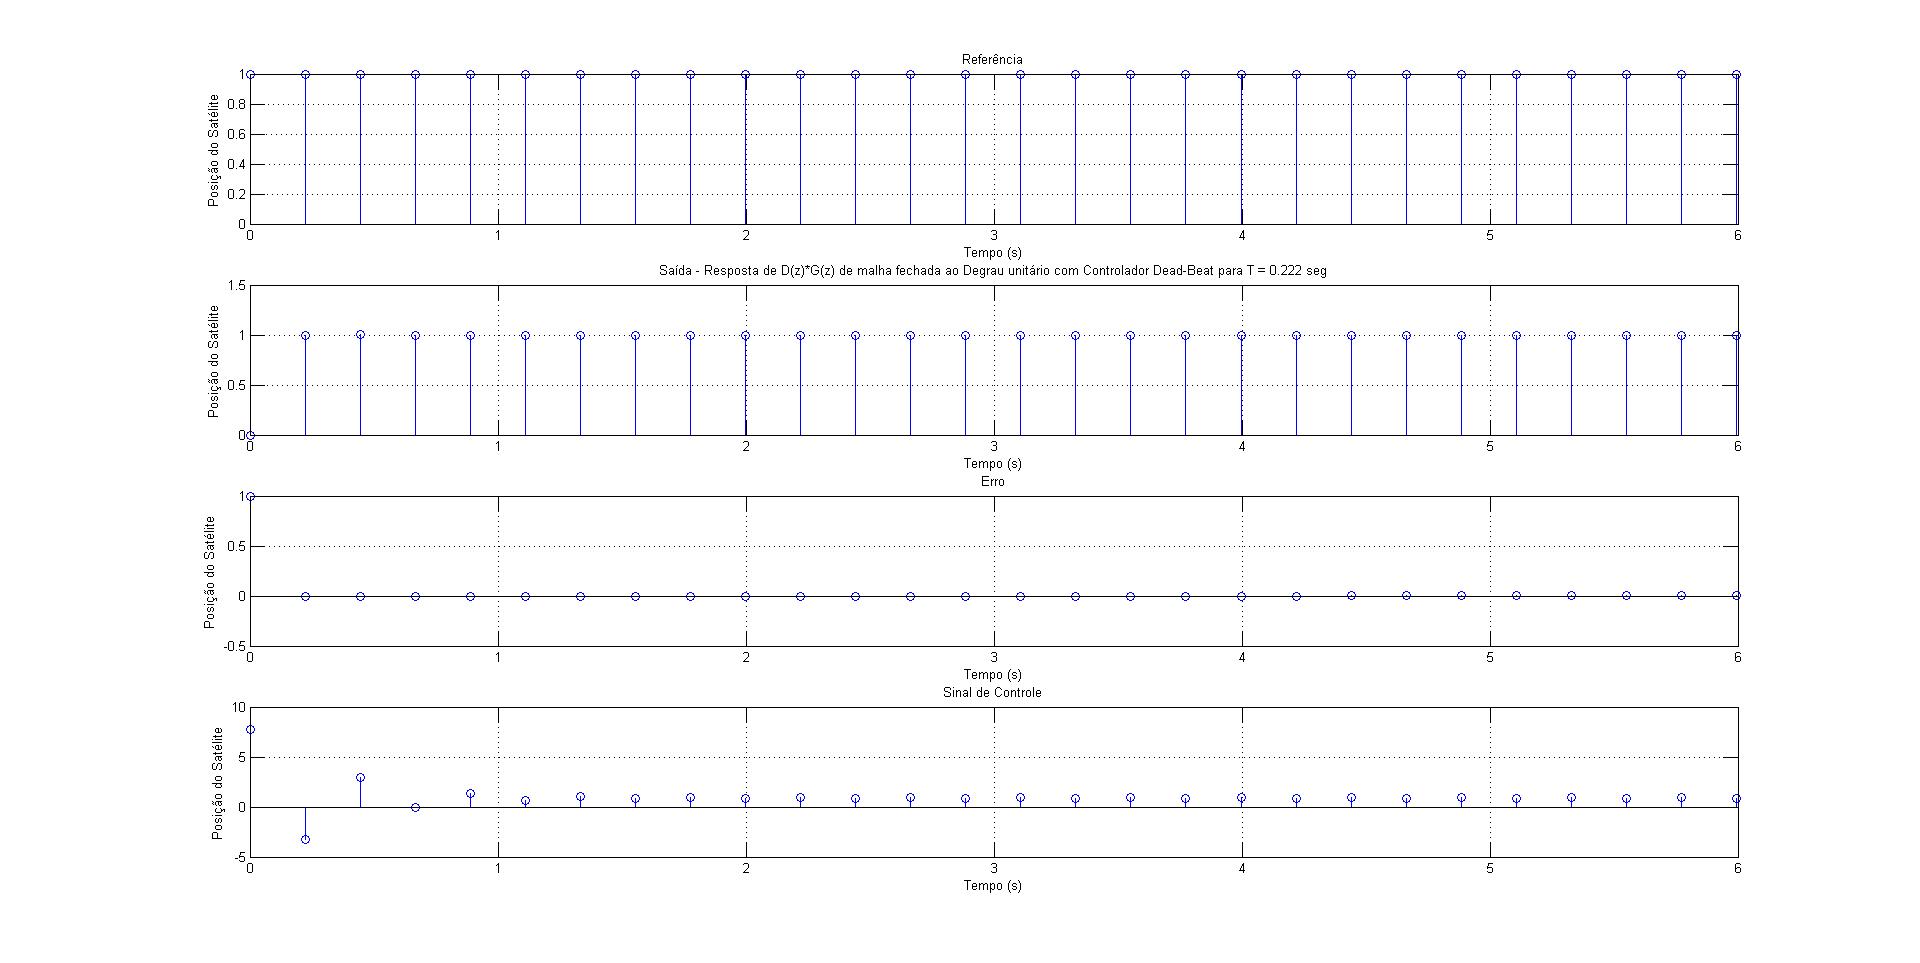 Referência
Posição do Satélite
1
0.8
0.6
0.4
0.2
0
0 1 2 3 4 5 6
Tempo (s)
Saída - Resposta de D(z)*G(z) de malha fechada ao Degrau unitário com Controlador Dead-Beat para T = 0.222 seg
Posição do Satélite
1.5
1
0.5
0
0 1 2 3 4 5 6
Tempo (s)
Erro
Posição do Satélite
1
0.5
0
-0.5
0 1 2 3 4 5 6
Tempo (s)
Sinal de Controle
Posição do Satélite
10
5
0
-5
0 1 2 3 4 5 6
Tempo (s)